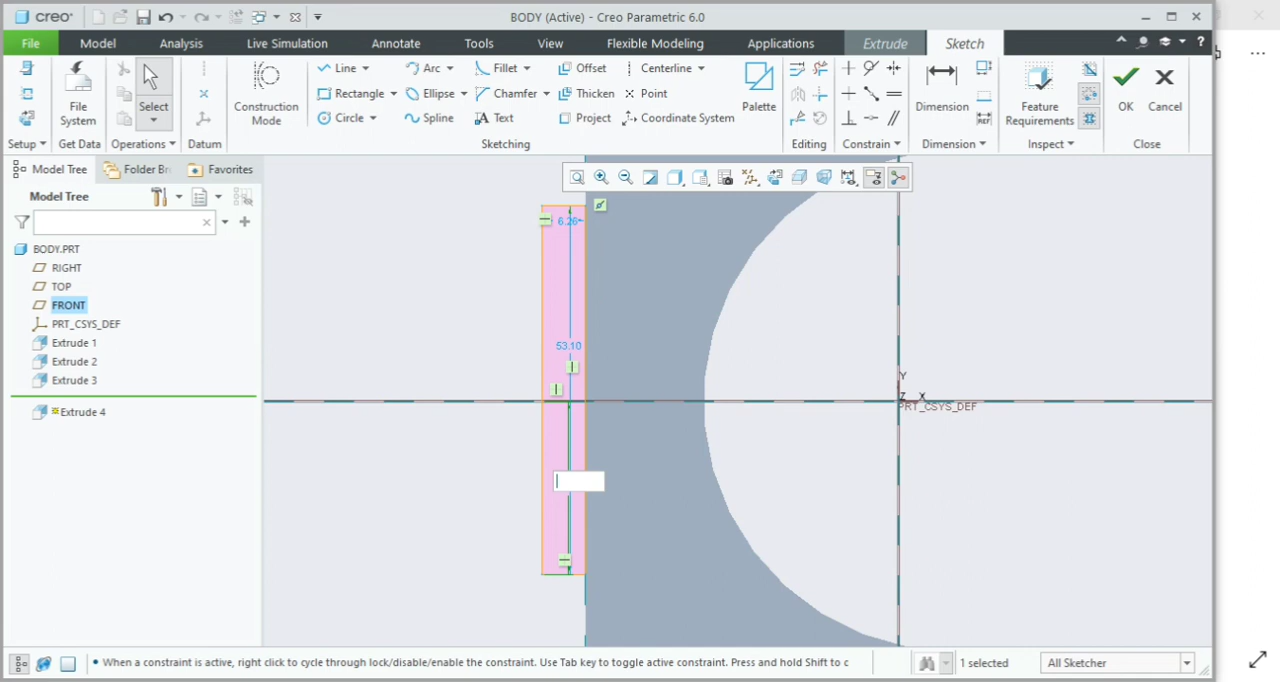 creo BODY (Active) - Creo Parametric 6.0
File Model Analysis Live Simulation Annotate Tools View Flexible Modeling Applications Extrude Sketch
Line Arc Fillet Offset Centerline
Rectangle Ellipse Chamfer Thicken Point
Circle Spline Text Project Coordinate System
File System
Select
Construction Mode
Palette
Dimension
REF
Feature Requirements
OK Cancel
Setup Get Data Operations Datum Sketching Editing Constrain Dimension Inspect Close
Model Tree Folder Br Favorites
Model Tree
BODY.PRT
RIGHT
TOP
FRONT
PRT_CSYS_DEF
Extrude 1
Extrude 2
Extrude 3
Extrude 4
6.26
53.10
Y
Z X
PRT_CSYS_DEF
• When a constraint is active, right click to cycle through lock/disable/enable the constraint. Use Tab key to toggle active constraint. Press and hold Shift to c
1 selected
All Sketcher